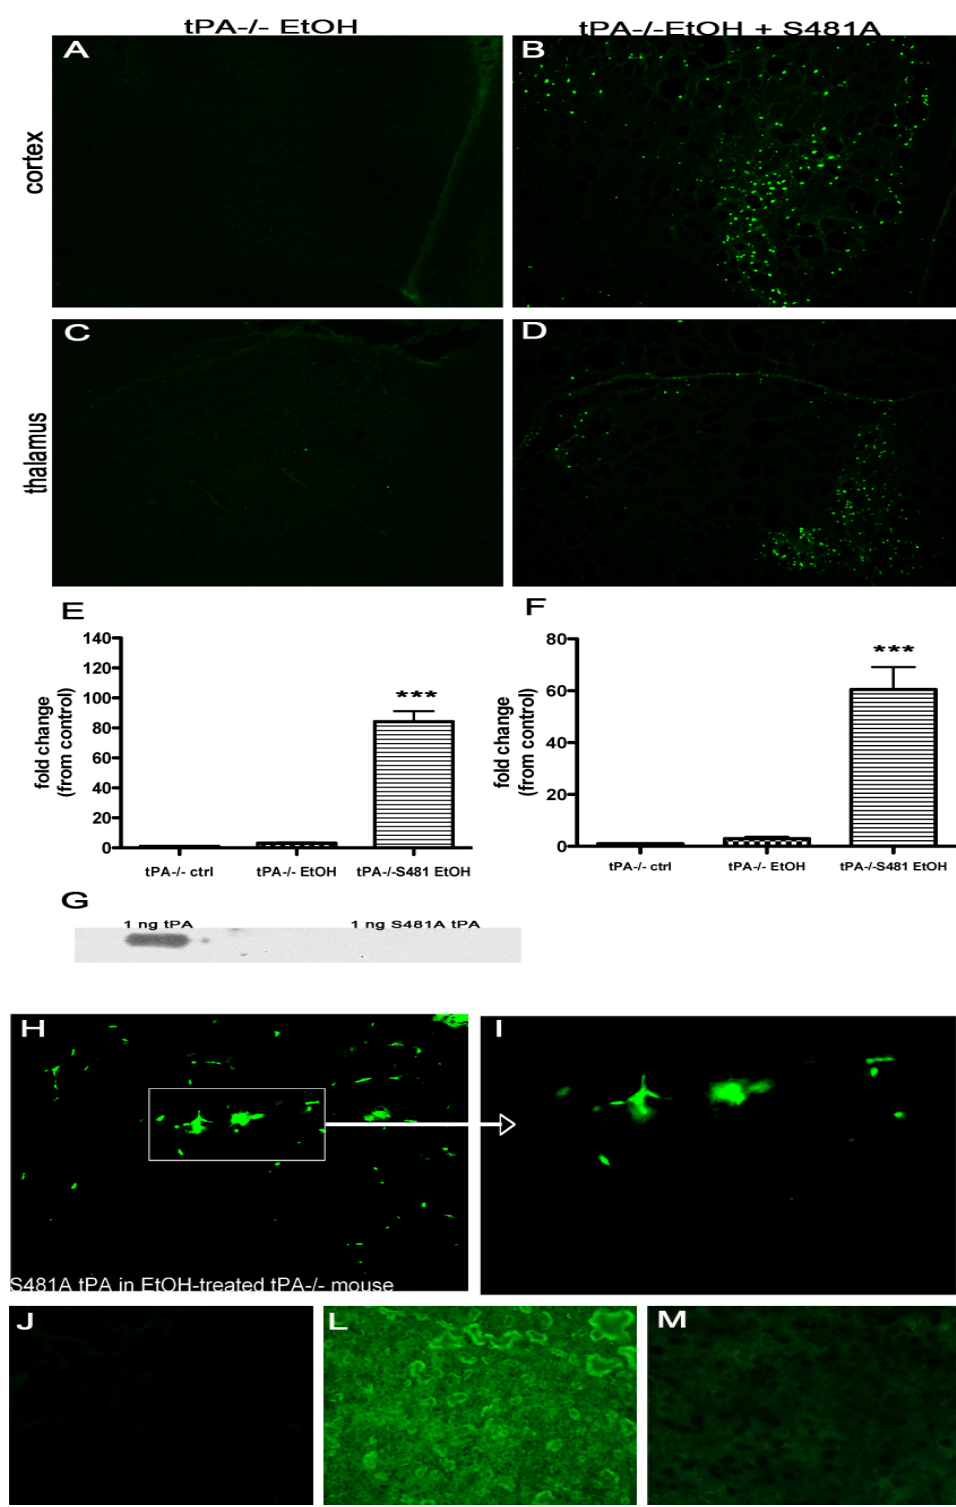 tPA-/- EtOH
tPA-/-EtOH + S481A
A
B
cortex
C
D
thalamus
E
F
140
120
100
80
60
40
20
0
fold change
(from control)
***
tPA-/- ctrl
tPA-/- EtOH
tPA-/-S481 EtOH
80
60
40
20
0
fold change
(from control)
***
tPA-/- ctrl
tPA-/- EtOH
tPA-/-S481 EtOH
G
1 ng tPA
1 ng S481A tPA
H
I
S481A tPA in EtOH-treated tPA-/- mouse
J
L
M